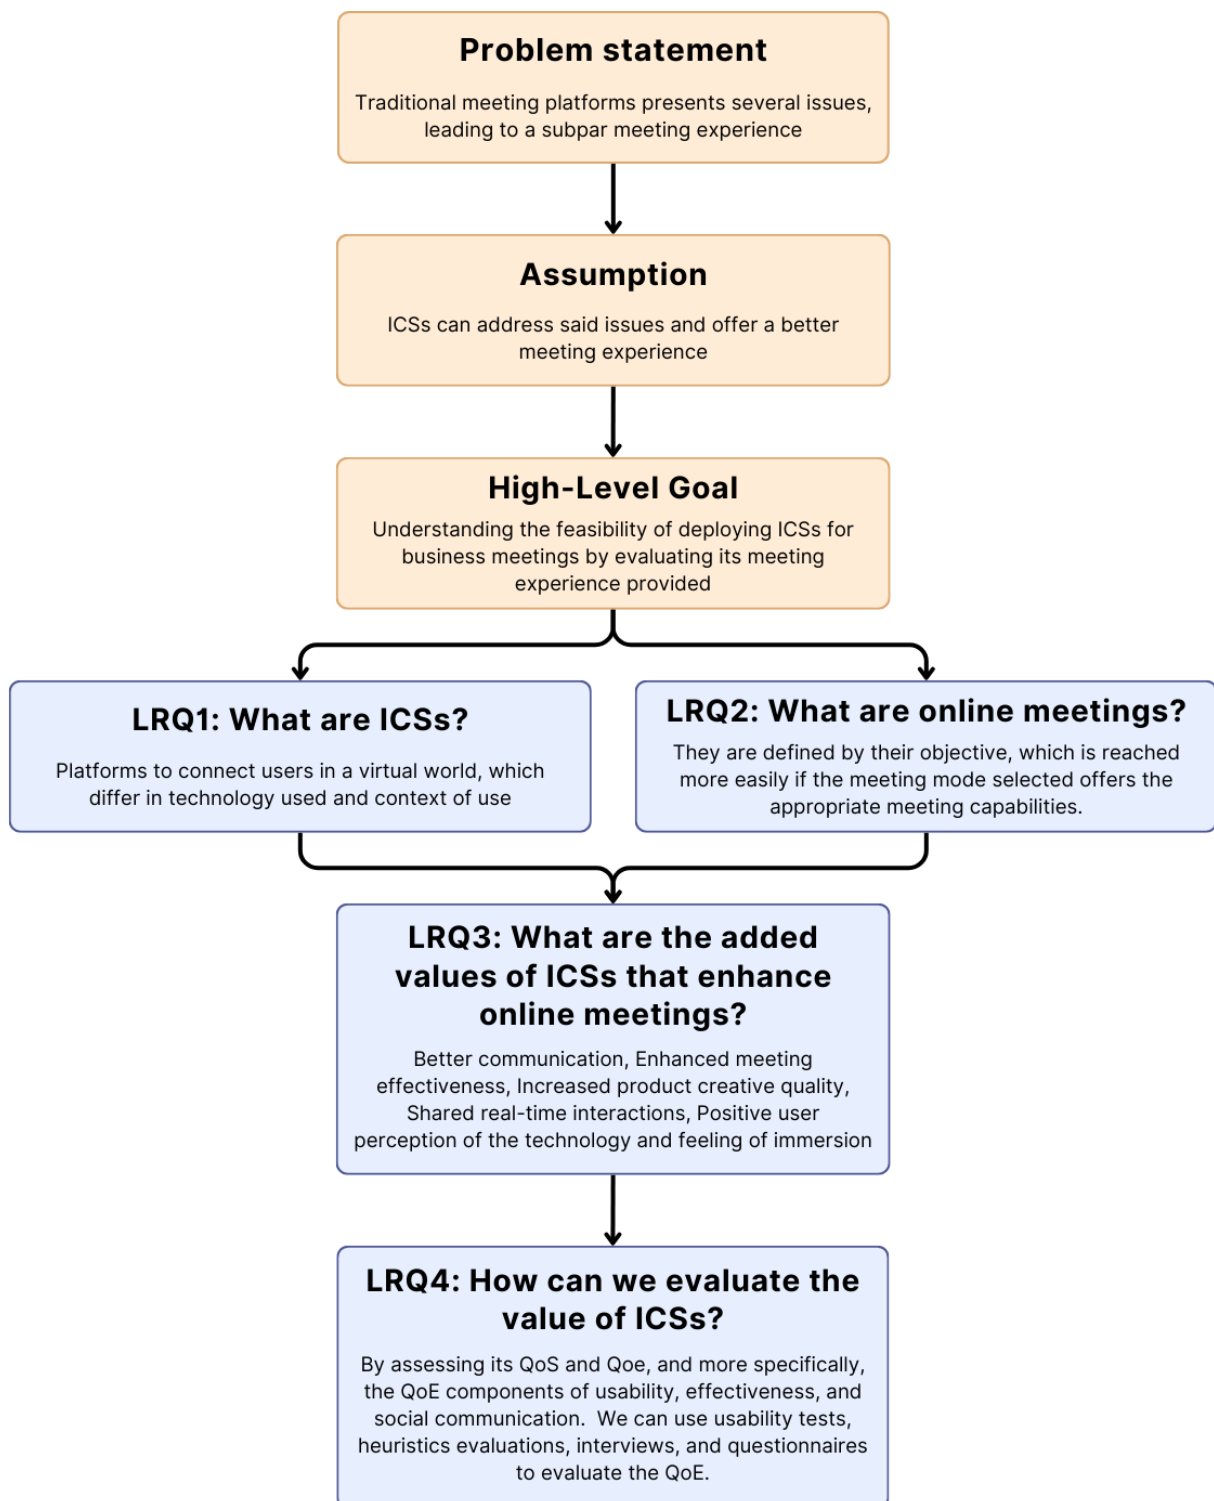 Problem statement
Traditional meeting platforms presents several issues,
leading to a subpar meeting experience
Assumption
ICSs can address said issues and offer a better
meeting experience
High-Level Goal
Understanding the feasibility of deploying ICSs for
business meetings by evaluating its meeting
experience provided
LRQ1: What are ICSs?
Platforms to connect users in a virtual world, which
differ in technology used and context of use
LRQ2: What are online meetings?
They are defined by their objective, which is reached
more easily if the meeting mode selected offers the
appropriate meeting capabilities.
LRQ3: What are the added
values of ICSs that enhance
online meetings?
Better communication, Enhanced meeting
effectiveness, Increased product creative quality,
Shared real-time interactions, Positive user
perception of the technology and feeling of immersion
LRQ4: How can we evaluate the
value of ICSs?
By assessing its QoS and Qoe, and more specifically,
the QoE components of usability, effectiveness, and
social communication.  We can use usability tests,
heuristics evaluations, interviews, and questionnaires
to evaluate the QoE.